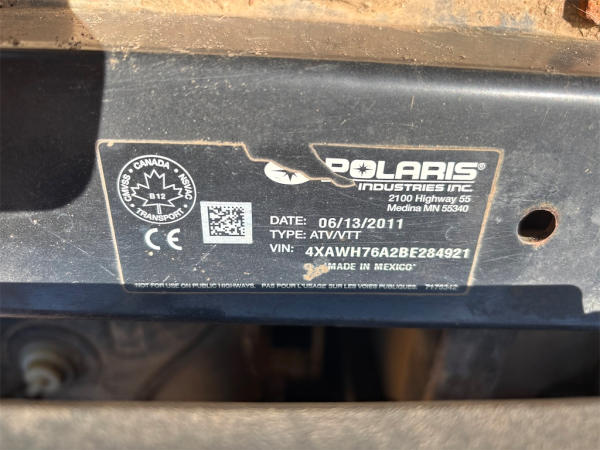 CANADA
CMVSS
NSVAC
B12
TRANSPORT
CE
POLARIS®
INDUSTRIES INC.
2100 Highway 55
Medina MN 55340
DATE: 06/13/2011
TYPE: ATV/VTT
VIN: 4XAWH76A2BE284921
MADE IN MEXICO
NOT FOR USE ON PUBLIC HIGHWAYS. PAS POUR L'USAGE SUR LES VOIES PUBLIQUES.